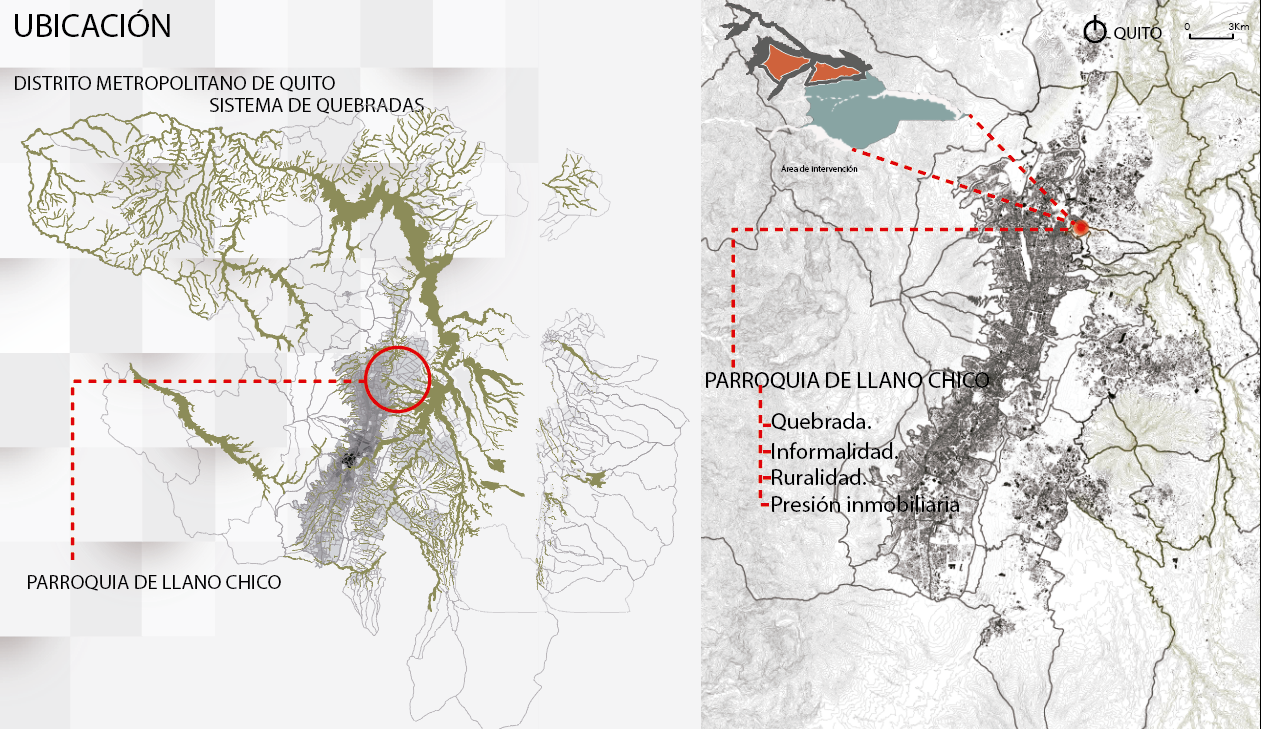 UBICACIÓN
DISTRITO METROPOLITANO DE QUITO
SISTEMA DE QUEBRADAS
PARROQUIA DE LLANO CHICO
QUITO
0 3Km
Área de intervención
PARROQUIA DE LLANO CHICO
Quebrada.
Informalidad.
Ruralidad.
Presión inmobiliaria